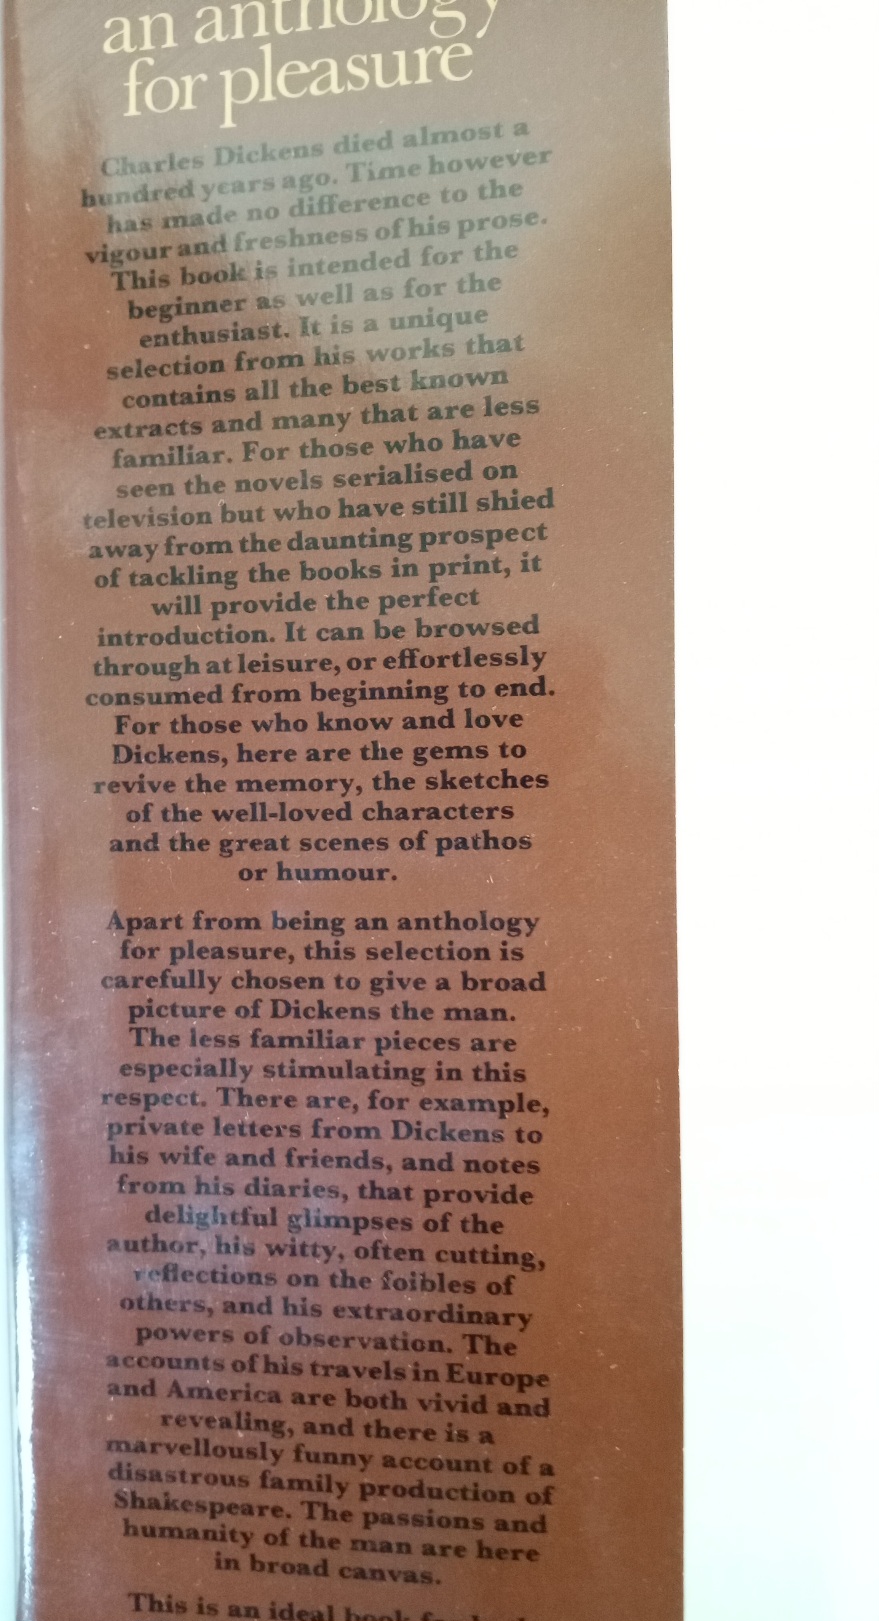 an anthology
for pleasure
Charles Dickens died almost a
hundred years ago. Time however
has made no difference to the
vigour and freshness of his prose.
This book is intended for the
beginner as well as for the
enthusiast. It is a unique
selection from his works that
contains all the best known
extracts and many that are less
familiar. For those who have
seen the novels serialised on
television but who have still shied
away from the daunting prospect
of tackling the books in print, it
will provide the perfect
introduction. It can be browsed
through at leisure, or effortlessly
consumed from beginning to end.
For those who know and love
Dickens, here are the gems to
revive the memory, the sketches
of the well-loved characters
and the great scenes of pathos
or humour.
Apart from being an anthology
for pleasure, this selection is
carefully chosen to give a broad
picture of Dickens the man.
The less familiar pieces are
especially stimulating in this
respect. There are, for example,
private letters from Dickens to
his wife and friends, and notes
from his diaries, that provide
delightful glimpses of the
author, his witty, often cutting,
reflections on the foibles of
others, and his extraordinary
powers of observation. The
accounts of his travels in Europe
and America are both vivid and
revealing, and there is a
marvellously funny account of a
disastrous family production of
Shakespeare. The passions and
humanity of the man are here
in broad canvas.
This is an ideal book